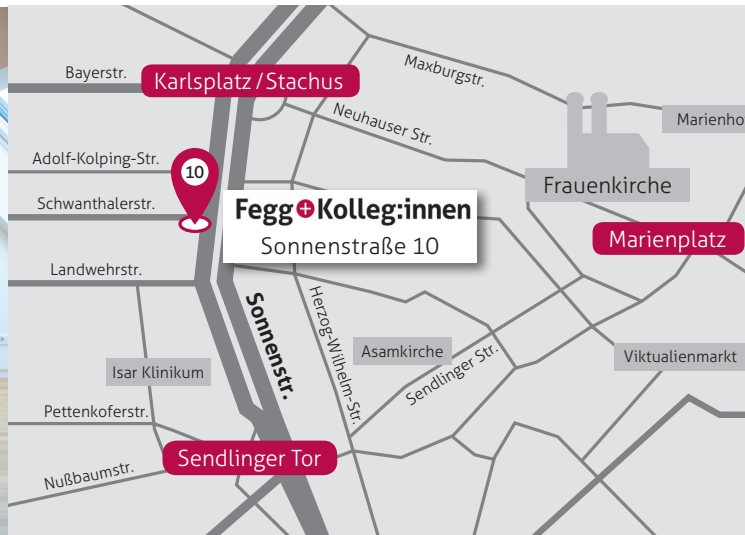 Bayerstr.
Karlsplatz/Stachus
Maxburgstr.
Neuhauser Str.
Marienho
Adolf-Kolping-Str.
10
Frauenkirche
Schwanthalerstr.
Fegg+Kolleg:innen
Sonnenstraße 10
Marienplatz
Landwehrstr.
Sonnenstr.
Herzog-Wilhelm-Str.
Asamkirche
Sendlinger Str.
Viktualienmarkt
Isar Klinikum
Pettenkoferstr.
Sendlinger Tor
Nußbaumstr.